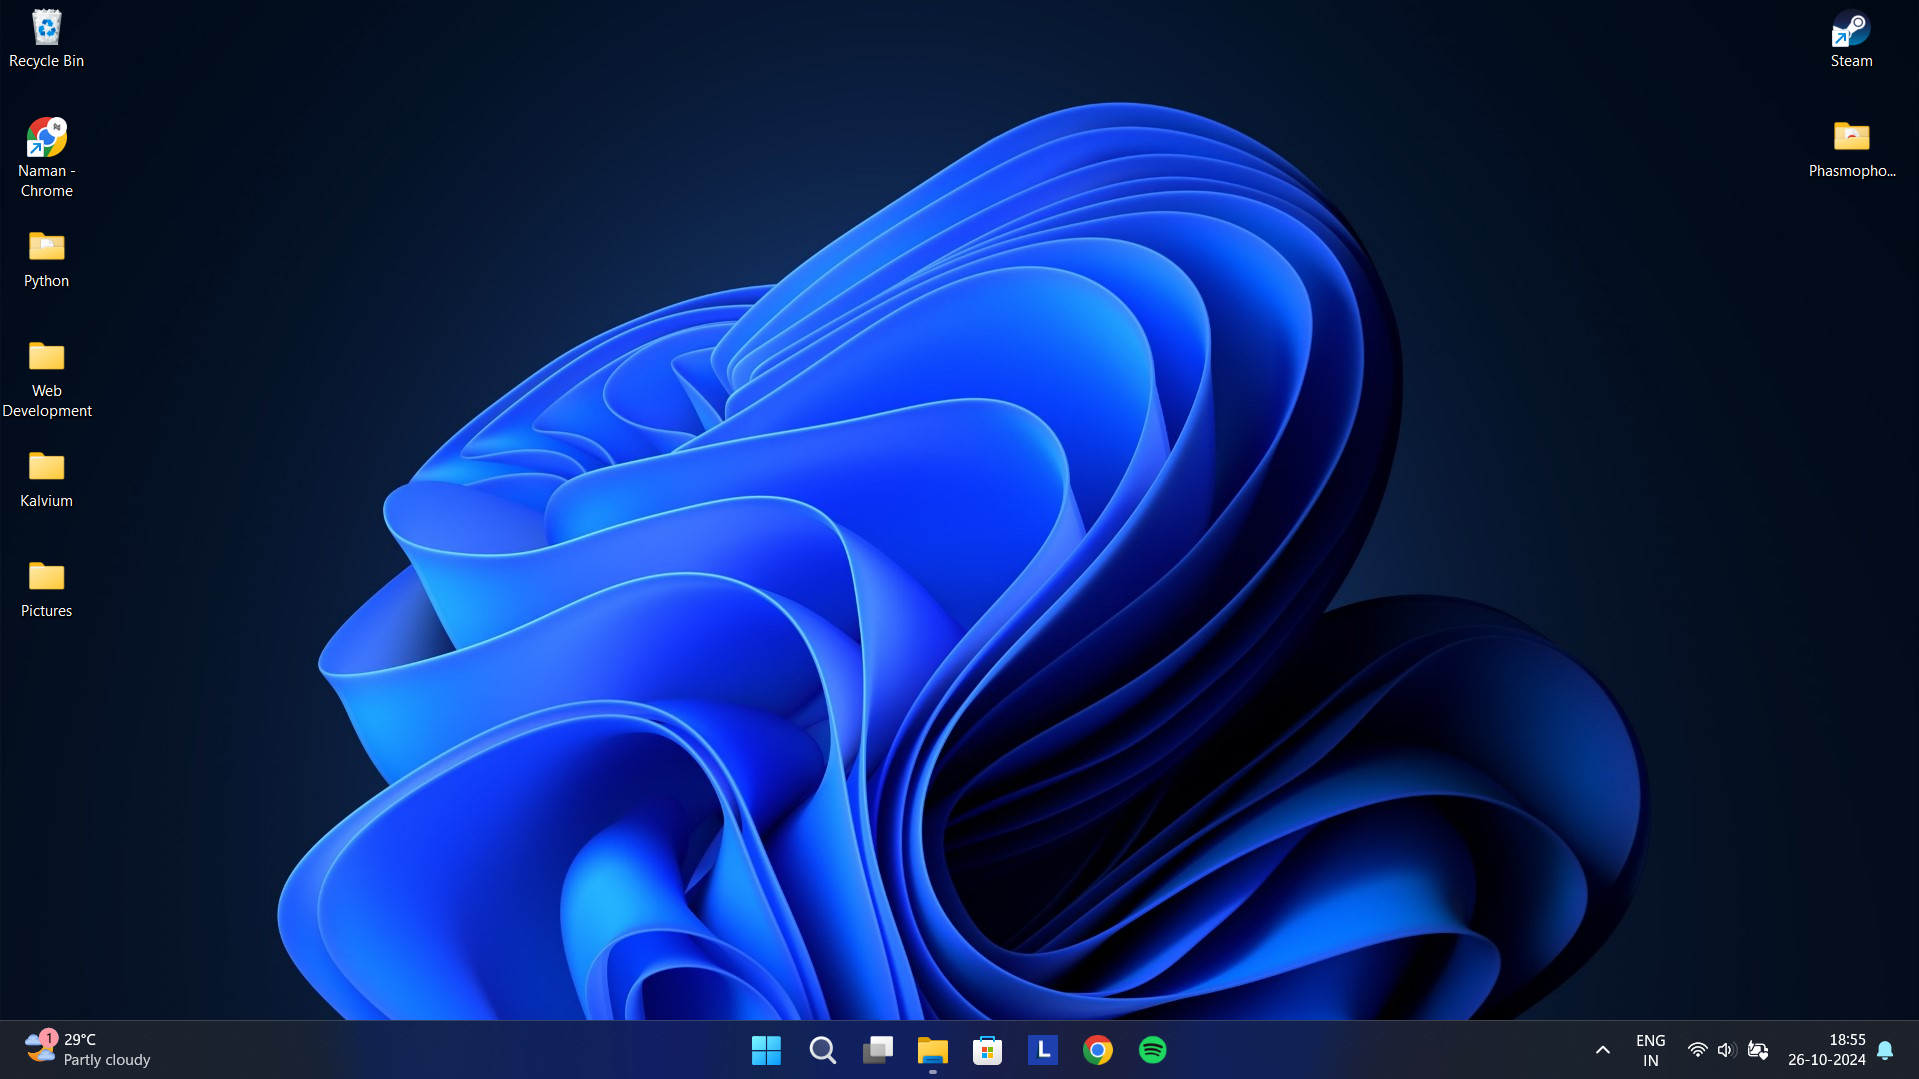 Recycle Bin
Naman -
Chrome
Python
Web
Development
Kalvium
Pictures
Steam
Phasmopho...
1
29°C
Partly cloudy
L
ENG
IN
18:55
26-10-2024